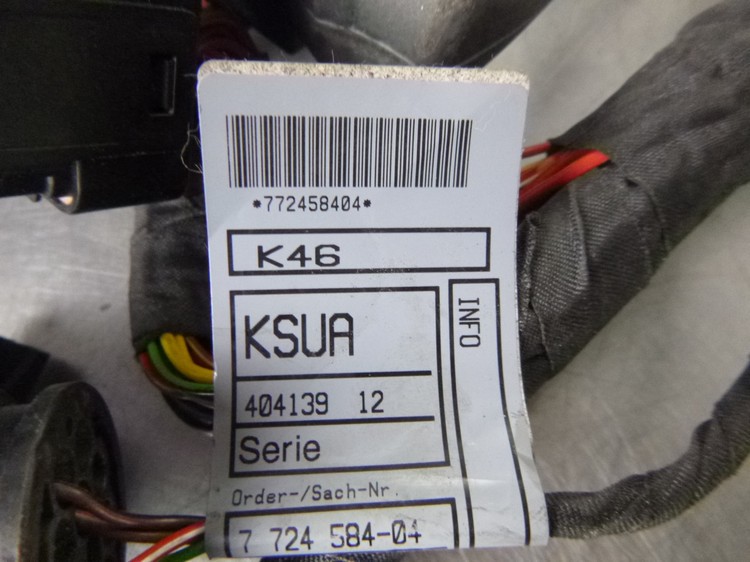 *772458404*
K46
KSUA
INFO
404139 12
Serie
Order-/Sach-Nr.
7 724 584-04